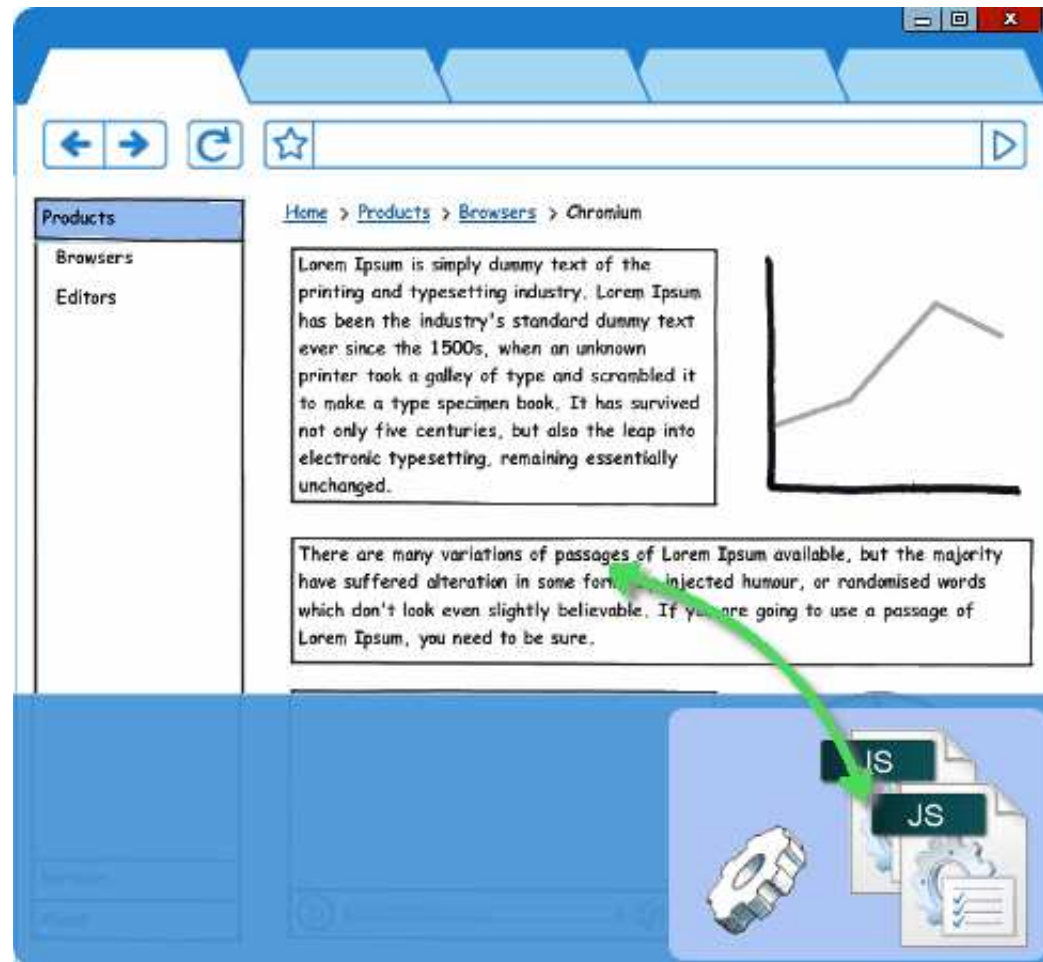 X
Products
Browsers
Editors
Home > Products > Browsers > Chromium
Lorem Ipsum is simply dummy text of the
printing and typesetting industry. Lorem Ipsum
has been the industry's standard dummy text
ever since the 1500s, when an unknown
printer took a galley of type and scrambled it
to make a type specimen book. It has survived
not only five centuries, but also the leap into
electronic typesetting, remaining essentially
unchanged.
There are many variations of passages of Lorem Ipsum available, but the majority
have suffered alteration in some injected humour, or randomised words
which don't look even slightly believable. If you are going to use a passage of
Lorem Ipsum, you need to be sure.
JS
JS